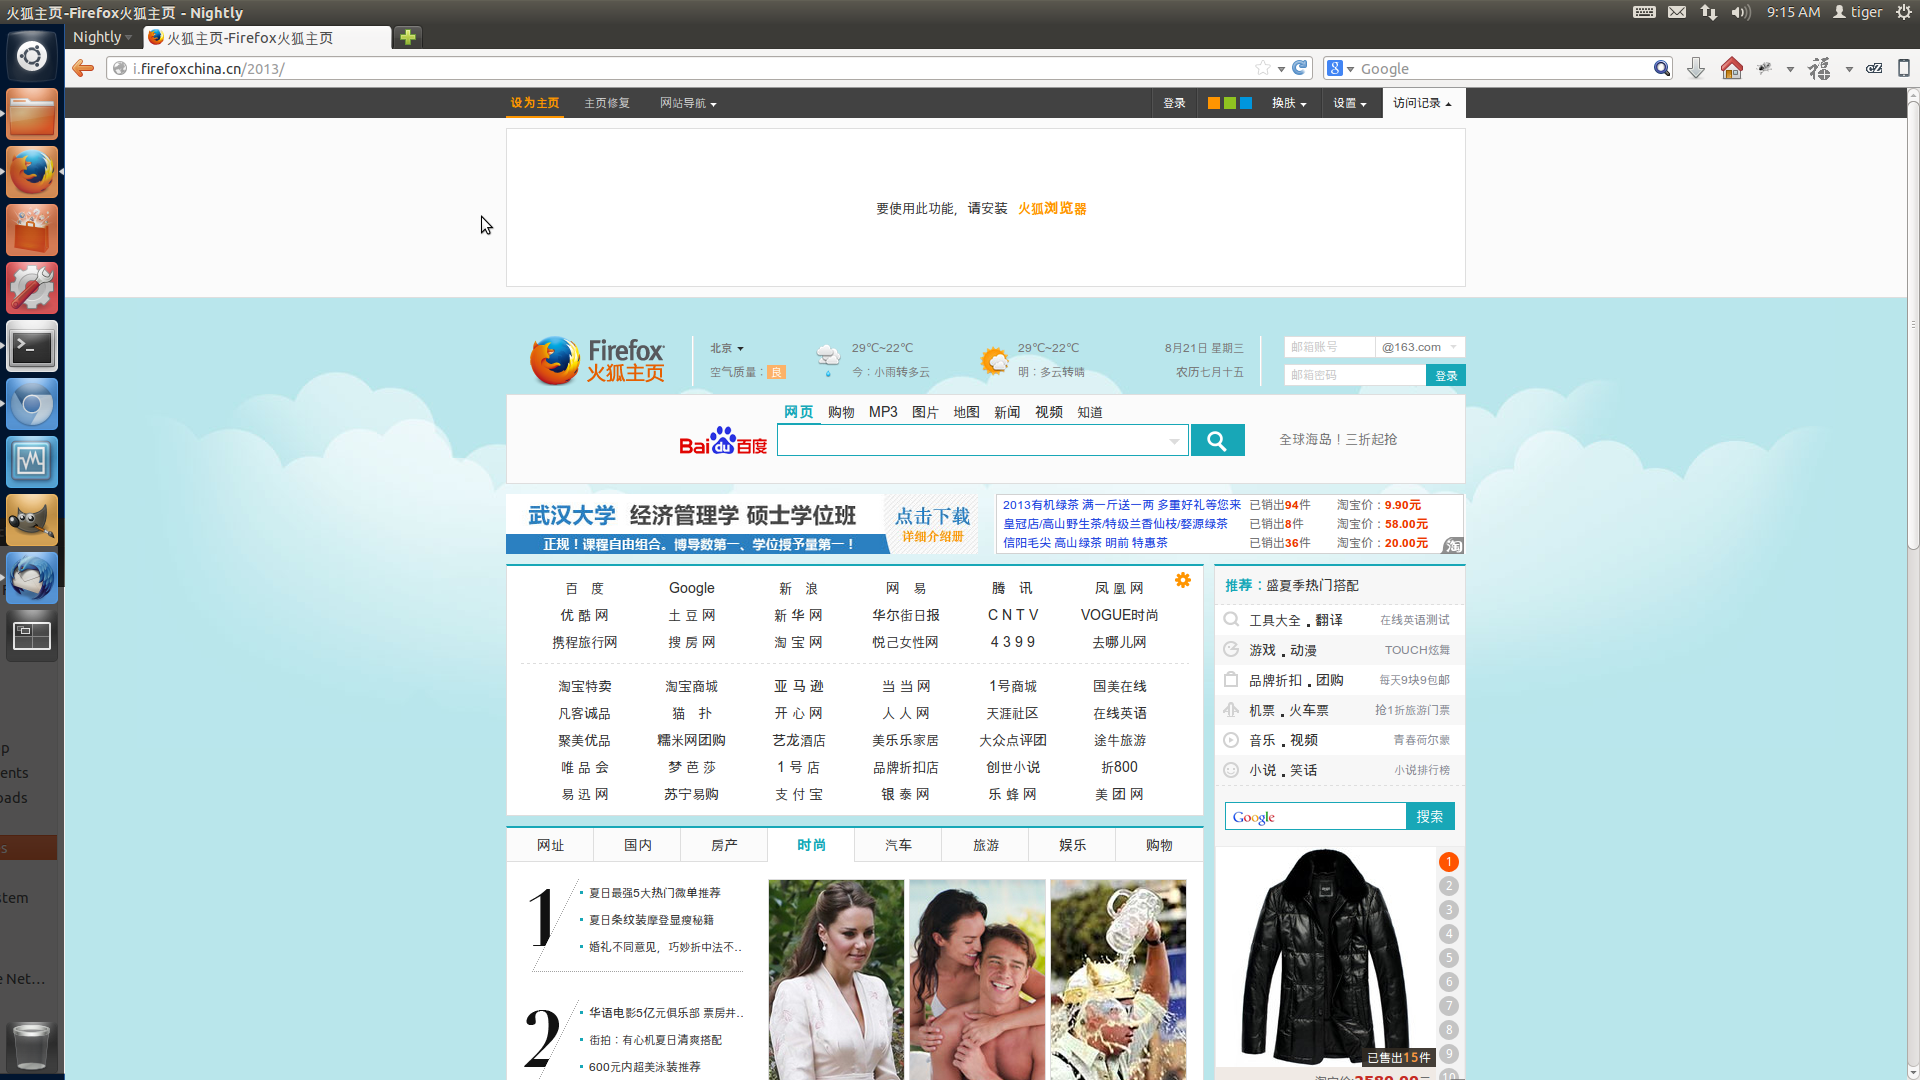 火狐主页-Firefox火狐主页 - Nightly
9:15 AM
tiger
Nightly
火狐主页-Firefox火狐主页
i.firefoxchina.cn/2013/
Google
设为主页 主页修复 网站导航
登录 换肤 设置 访问记录
要使用此功能，请安装 火狐浏览器
Firefox
火狐主页
北京
空气质量：良
29℃~22℃
今：小雨转多云
29℃~22℃
明：多云转晴
8月21日 星期三
农历七月十五
邮箱账号 @163.com
邮箱密码 登录
网页 购物 MP3 图片 地图 新闻 视频 知道
Bai du 百度
全球海岛！三折起抢
武汉大学 经济管理学 硕士学位班
正规！课程自由组合。博导数第一、学位授予量第一！
点击下载
详细介绍册
2013有机绿茶 满一斤送一两 多重好礼等您来 已销出94件 淘宝价：9.90元
皇冠店/高山野生茶/特级兰香仙枝/婺源绿茶 已销出8件 淘宝价：58.00元
信阳毛尖 高山绿茶 明前 特惠茶 已销出36件 淘宝价：20.00元
淘
百 度 Google 新 浪 网 易 腾 讯 凤 凰 网
优 酷 网 土 豆 网 新 华 网 华尔街日报 C N T V VOGUE时尚
携程旅行网 搜 房 网 淘 宝 网 悦己女性网 4 3 9 9 去哪儿网
淘宝特卖 淘宝商城 亚 马 逊 当 当 网 1号商城 国美在线
凡客诚品 猫 扑 开 心 网 人 人 网 天涯社区 在线英语
聚美优品 糯米网团购 艺龙酒店 美乐乐家居 大众点评团 途牛旅游
唯 品 会 梦 芭 莎 1 号 店 品牌折扣店 创世小说 折800
易 迅 网 苏宁易购 支 付 宝 银 泰 网 乐 蜂 网 美 团 网
推荐：盛夏季热门搭配
工具大全 . 翻译 在线英语测试
游戏 . 动漫 TOUCH炫舞
品牌折扣 . 团购 每天9块9包邮
机票 . 火车票 抢1折旅游门票
音乐 . 视频 青春荷尔蒙
小说 . 笑话 小说排行榜
Google 搜索
网址 国内 房产 时尚 汽车 旅游 娱乐 购物
1
夏日最强5大热门微单推荐
夏日条纹装摩登显瘦秘籍
婚礼不同意见，巧妙折中法不..
2
华语电影5亿元俱乐部 票房井..
街拍：有心机夏日清爽搭配
600元内超美泳装推荐
1
2
3
4
5
6
7
8
9
10
已售出15件
淘宝价:2580.00元
p
ents
oads
s
stem
e Net...